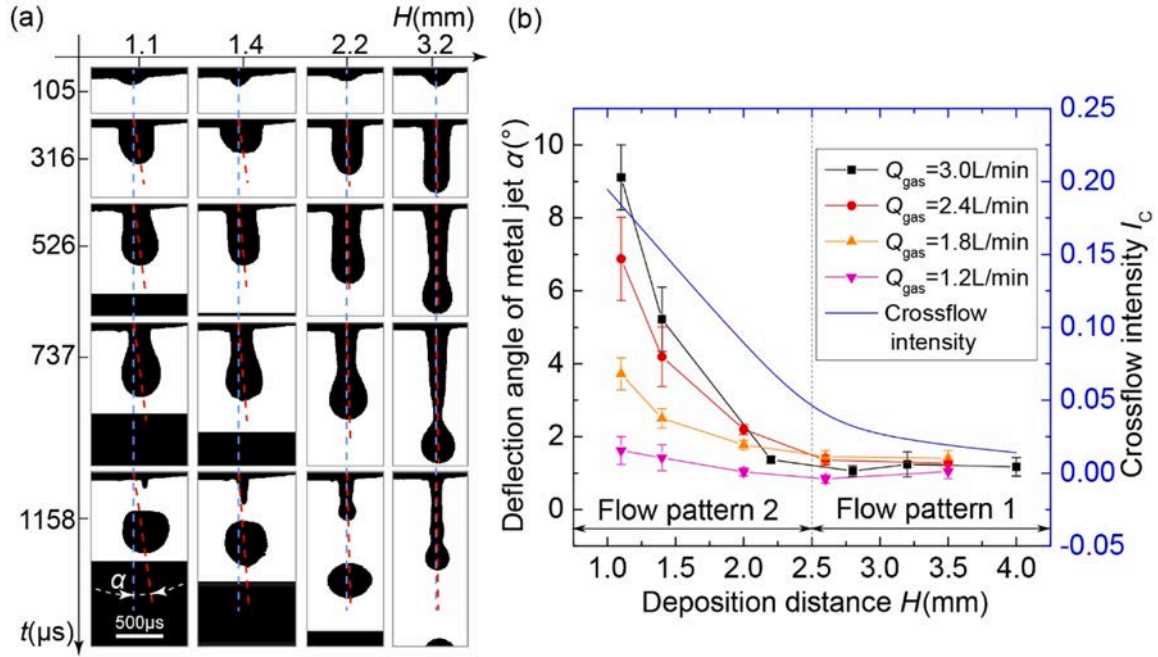 (a)
H(mm)
1.1 1.4 2.2 3.2
105
316
526
737
1158
α
500μs
t(μs)
(b)
Deflection angle of metal jet α(°)
10
8
6
4
2
0
Q_gas=3.0L/min
Q_gas=2.4L/min
Q_gas=1.8L/min
Q_gas=1.2L/min
Crossflow
intensity
Flow pattern 2 Flow pattern 1
1.0 1.5 2.0 2.5 3.0 3.5 4.0
Deposition distance H(mm)
0.25
0.20
0.15
0.10
0.05
0.00
-0.05
Crossflow intensity I_C